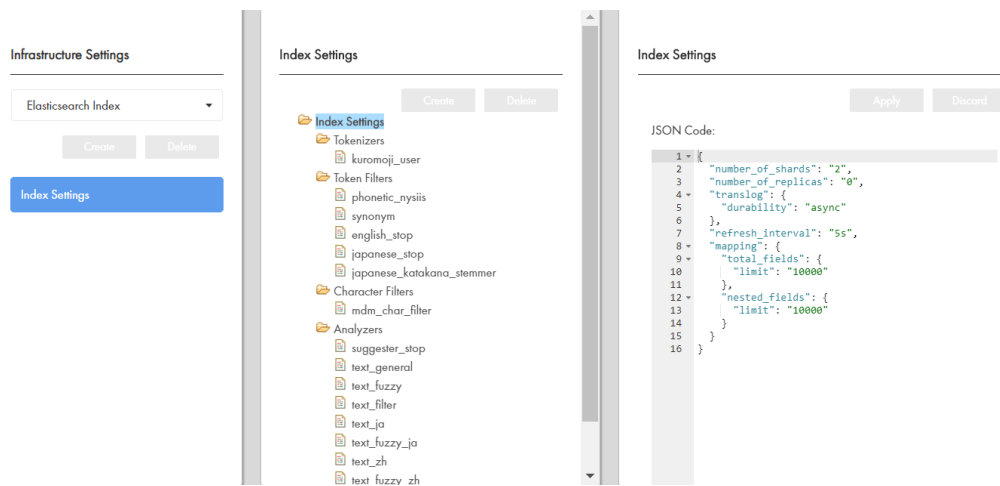 Infrastructure Settings
Elasticsearch Index
Create
Delete
Index Settings
Index Settings
Create
Delete
Index Settings
Tokenizers
kuromoji_user
Token Filters
phonetic_nysiis
synonym
english_stop
japanese_stop
japanese_katakana_stemmer
Character Filters
mdm_char_filter
Analyzers
suggester_stop
text_general
text_fuzzy
text_filter
text_ja
text_fuzzy_ja
text_zh
text_fuzzy_zh
Index Settings
Apply
Discard
JSON Code:
1 {
2 "number_of_shards": "2",
3 "number_of_replicas": "0",
4 "translog": {
5 "durability": "async"
6 },
7 "refresh_interval": "5s",
8 "mapping": {
9 "total_fields": {
10 "limit": "10000"
11 },
12 "nested_fields": {
13 "limit": "10000"
14 }
15 }
16 }